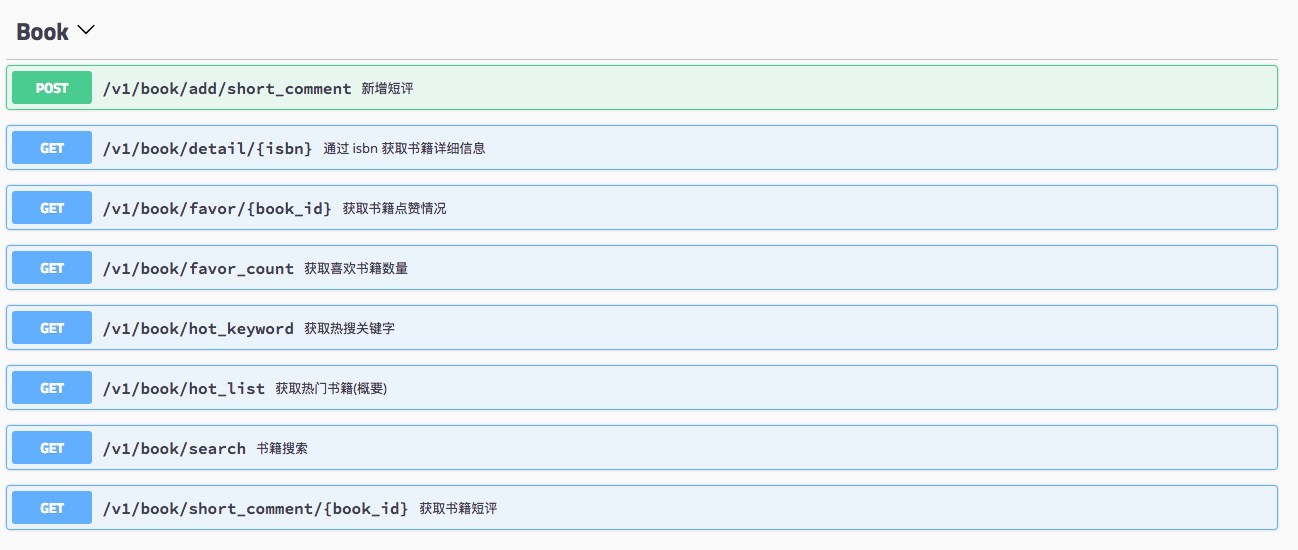 Book
POST /v1/book/add/short_comment 新增短评
GET /v1/book/detail/{isbn} 通过 isbn 获取书籍详细信息
GET /v1/book/favor/{book_id} 获取书籍点赞情况
GET /v1/book/favor_count 获取喜欢书籍数量
GET /v1/book/hot_keyword 获取热搜关键字
GET /v1/book/hot_list 获取热门书籍(概要)
GET /v1/book/search 书籍搜索
GET /v1/book/short_comment/{book_id} 获取书籍短评